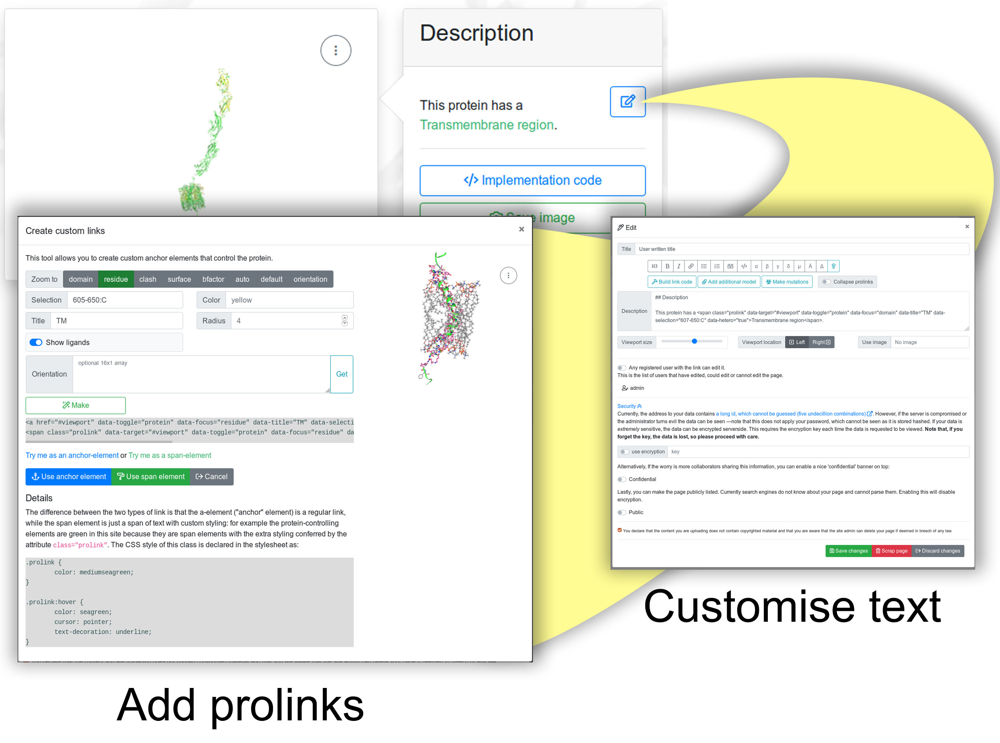 Description
This protein has a
Transmembrane region.
</> Implementation code
Save image
Create custom links
×
This tool allows you to create custom anchor elements that control the protein.
Zoom to domain residue clash surface bfactor auto default orientation
Selection 605-650:C Color yellow
Title TM Radius 4
Show ligands
Orientation optional 16x1 array Get
Make
<a href="#viewport" data-toggle="protein" data-focus="residue" data-title="TM" data-selecti
<span class="prolink" data-target="#viewport" data-toggle="protein" data-focus="residue" da
Try me as an anchor-element or Try me as a span-element
Use anchor element Use span element Cancel
Details
The difference between the two types of link is that the a-element ("anchor" element) is a regular link,
while the span element is just a span of text with custom styling: for example the protein-controlling
elements are green in this site because they are span elements with the extra styling conferred by the
attribute class="prolink". The CSS style of this class is declared in the stylesheet as:
.prolink {
color: mediumseagreen;
}
.prolink:hover {
color: seagreen;
cursor: pointer;
text-decoration: underline;
}
Add prolinks
Edit
×
Title User written title
H3 B I </> α β γ δ μ Å Δ ?
Build link code Add additional model Make mutations Collapse prolinks
Description
## Description
This protein has a <span class="prolink" data-target="#viewport" data-toggle="protein" data-focus="domain" data-title="TM" data-
selection="607-650:C" data-hetero="true">Transmembrane region</span>.
Viewport size Viewport location Left Right Use image No image
Any registered user with the link can edit it.
This is the list of users that have edited, could edit or cannot edit the page.
admin
Security
Currently, the address to your data contains a long id, which cannot be guessed (five undecillion combinations). However, if the server is compromised or
the administrator turns evil the data can be seen —note that this does not apply your password, which cannot be seen as it is stored hashed. If your data is
extremely sensitive, the data can be encrypted serverside. This requires the encryption key each time the data is requested to be viewed. Note that, if you
forget the key, the data is lost, so please proceed with care.
use encryption key
Alternatively, If the worry is more collaborators sharing this information, you can enable a nice 'confidential' banner on top:
Confidential
Lastly, you can make the page publicly listed. Currently search engines do not know about your page and cannot parse them. Enabling this will disable
encryption.
Public
You declare that the content you are uploading does not contain copyrighted material and that you are aware that the site admin can delete your page if deemed in breech of any law.
Save changes Scrap page Discard changes
Customise text